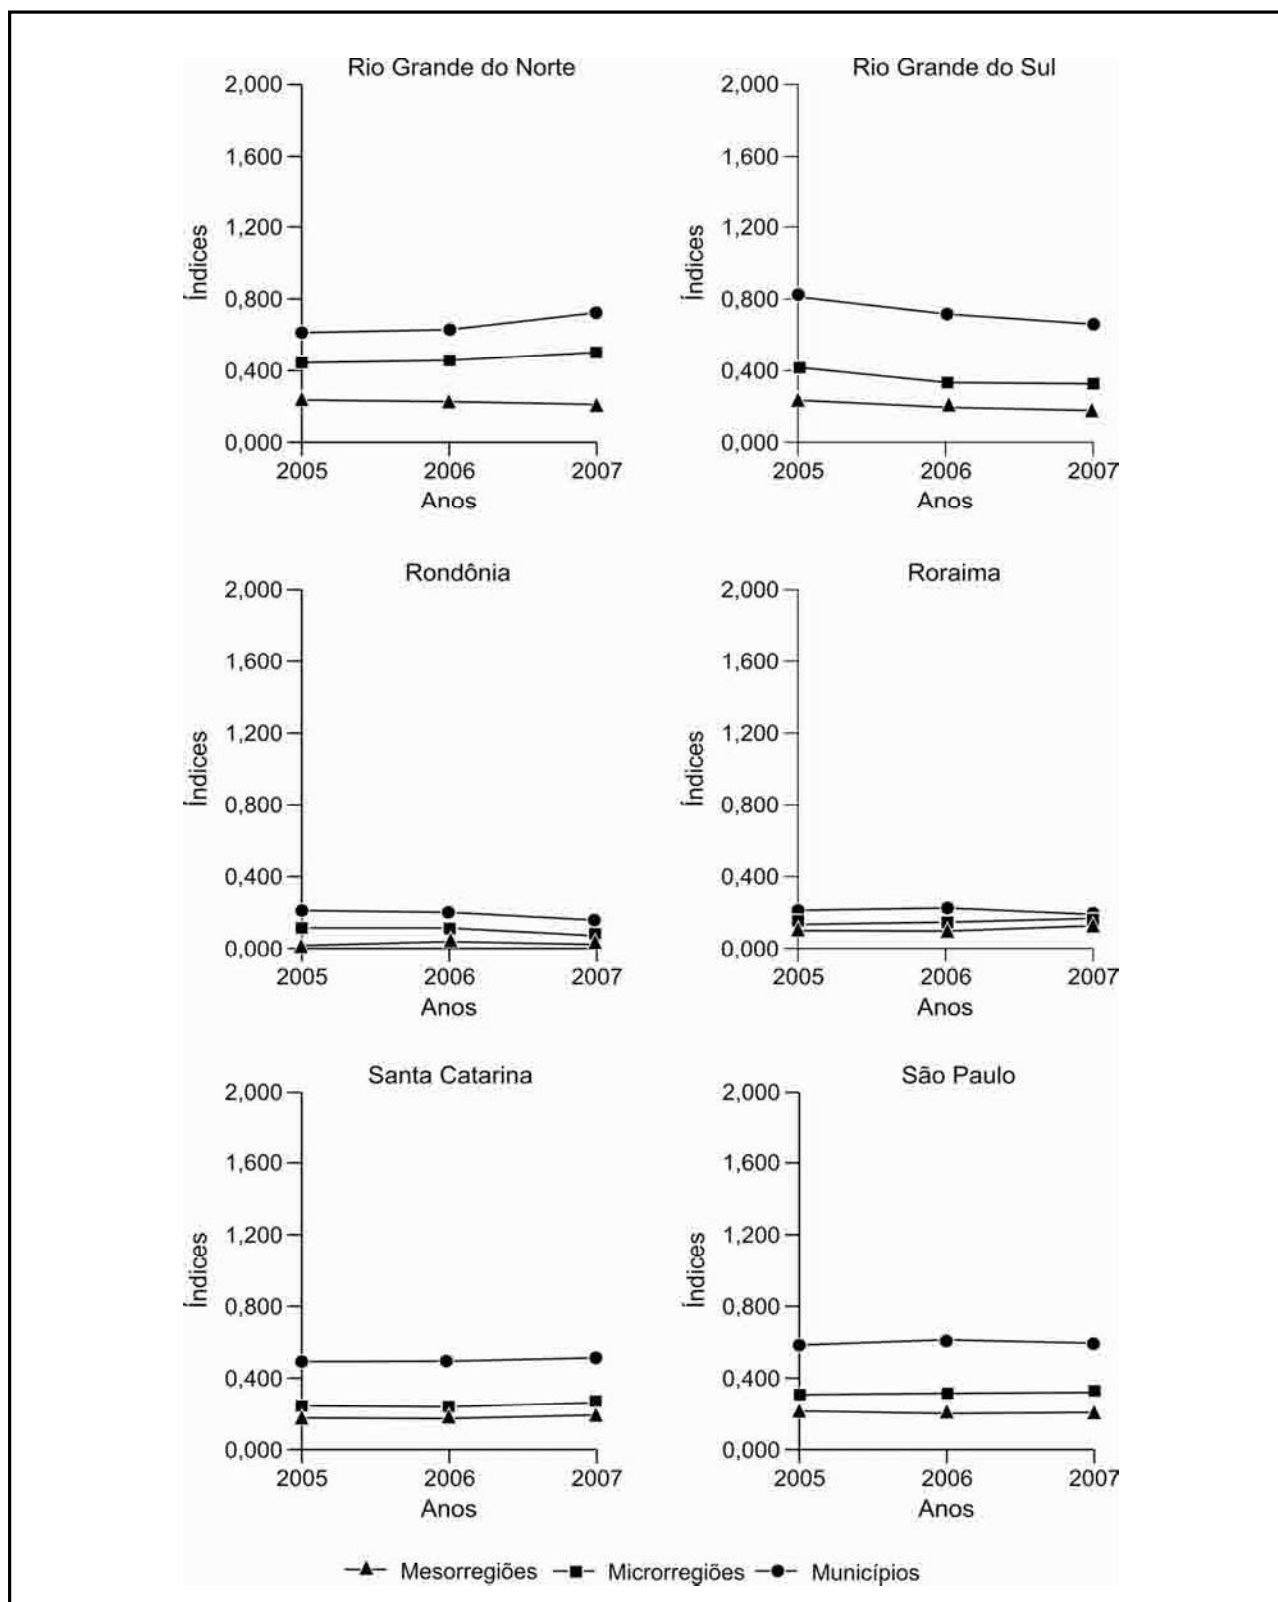 Rio Grande do Norte
2,000
1,600
1,200
0,800
0,400
0,000
Índices
2005 2006 2007
Anos
Rio Grande do Sul
2,000
1,600
1,200
0,800
0,400
0,000
Índices
2005 2006 2007
Anos
Rondônia
2,000
1,600
1,200
0,800
0,400
0,000
Índices
2005 2006 2007
Anos
Roraima
2,000
1,600
1,200
0,800
0,400
0,000
Índices
2005 2006 2007
Anos
Santa Catarina
2,000
1,600
1,200
0,800
0,400
0,000
Índices
2005 2006 2007
Anos
São Paulo
2,000
1,600
1,200
0,800
0,400
0,000
Índices
2005 2006 2007
Anos
Mesorregiões Microrregiões Municípios